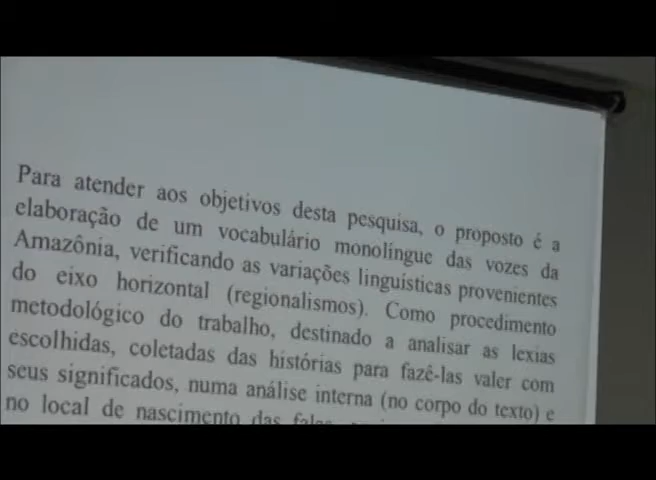 Para atender aos objetivos desta pesquisa, o proposto é a
elaboração de um vocabulário monolíngue das vozes da
Amazônia, verificando as variações linguísticas provenientes
do eixo horizontal (regionalismos). Como procedimento
metodológico do trabalho, destinado a analisar as lexias
escolhidas, coletadas das histórias para fazê-las valer com
seus significados, numa análise interna (no corpo do texto) e
no local de nascimento das